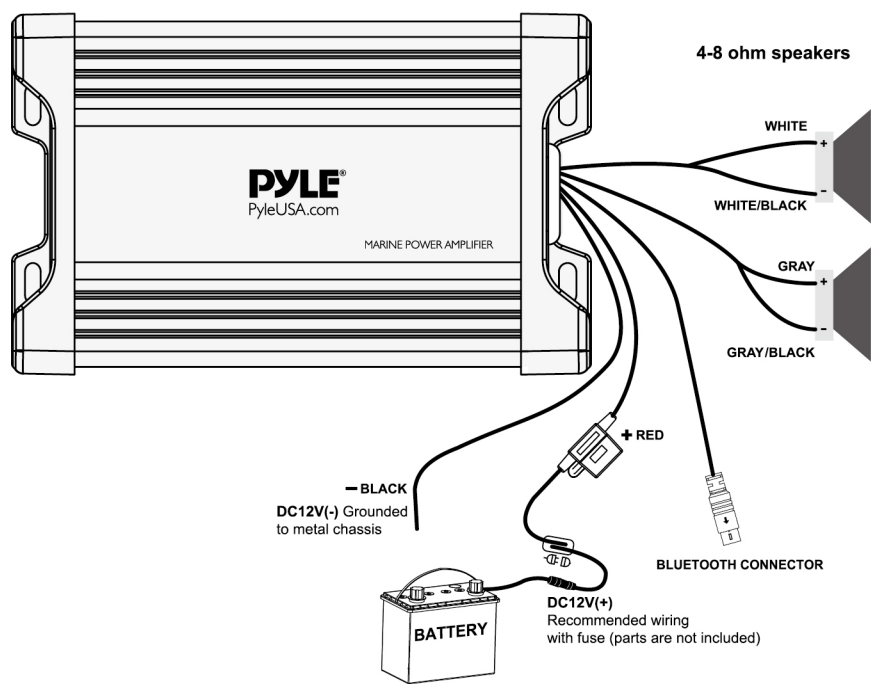 4-8 ohm speakers
WHITE
+
-
WHITE/BLACK
PYLE®
PyleUSA.com
MARINE POWER AMPLIFIER
GRAY
+
-
GRAY/BLACK
+ RED
- BLACK
DC12V(-) Grounded
to metal chassis
BLUETOOTH CONNECTOR
DC12V(+)
Recommended wiring
with fuse (parts are not included)
BATTERY